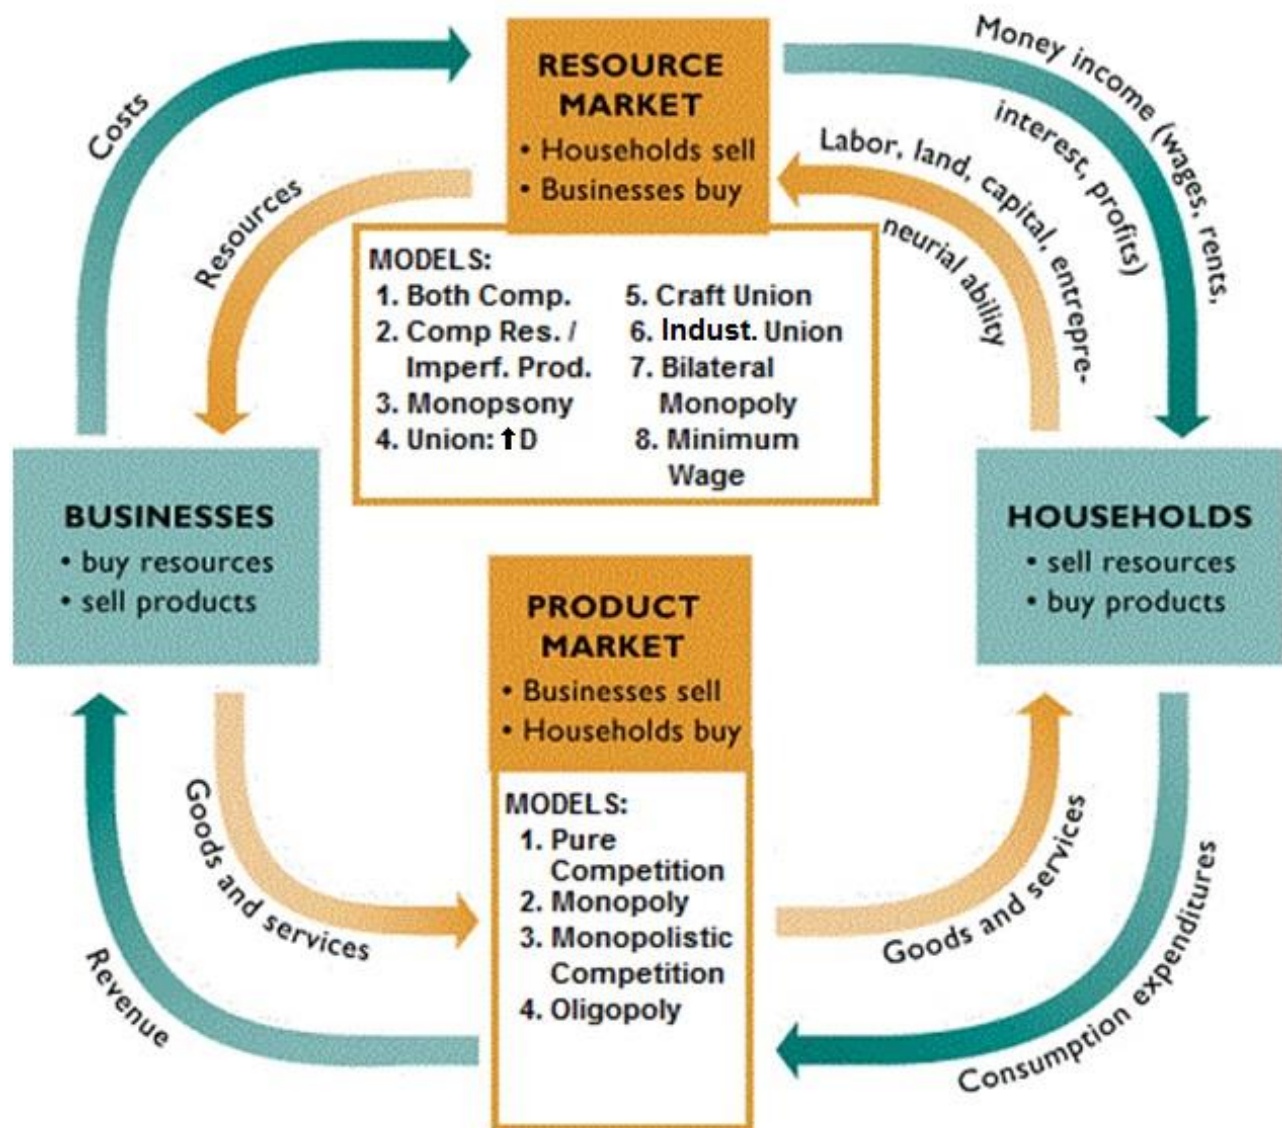 Costs
Resources
RESOURCE
MARKET
• Households sell
• Businesses buy
Money income (wages, rents,
interest, profits)
Labor, land, capital, entrepre-
neurial ability
MODELS:
1. Both Comp.
2. Comp Res. /
Imperf. Prod.
3. Monopsony
4. Union: ⬆D
5. Craft Union
6. Indust. Union
7. Bilateral
Monopoly
8. Minimum
Wage
BUSINESSES
• buy resources
• sell products
HOUSEHOLDS
• sell resources
• buy products
PRODUCT
MARKET
• Businesses sell
• Households buy
MODELS:
1. Pure
Competition
2. Monopoly
3. Monopolistic
Competition
4. Oligopoly
Goods and services
Revenue
Goods and services
Consumption expenditures